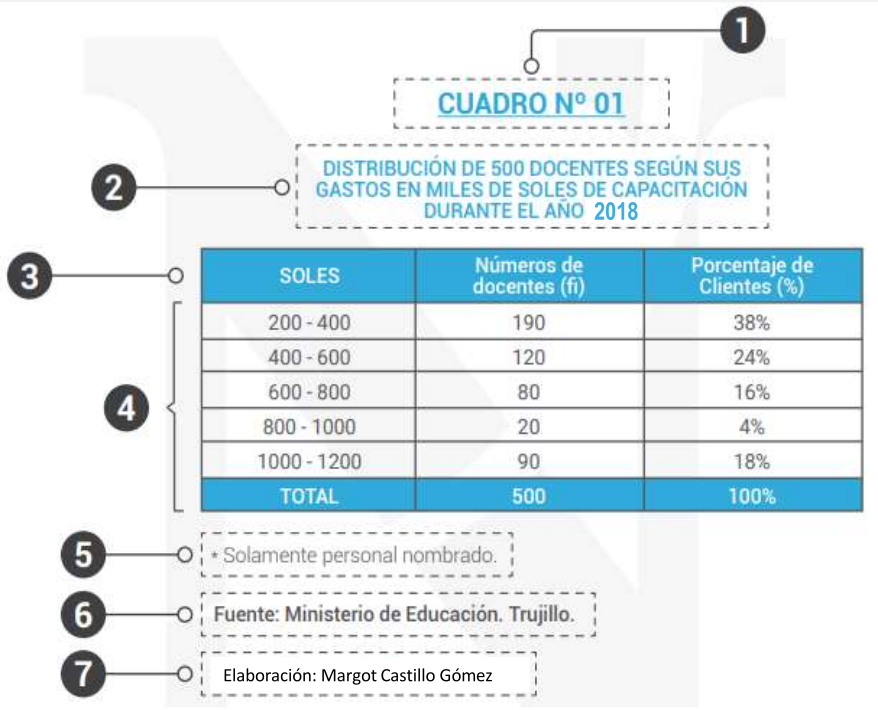 1
CUADRO Nº 01
2
DISTRIBUCIÓN DE 500 DOCENTES SEGÚN SUS
GASTOS EN MILES DE SOLES DE CAPACITACIÓN
DURANTE EL AÑO 2018
3
SOLES Números de docentes (fi) Porcentaje de Clientes (%)
200 - 400 190 38%
400 - 600 120 24%
600 - 800 80 16%
4
800 - 1000 20 4%
1000 - 1200 90 18%
TOTAL 500 100%
5 * Solamente personal nombrado.
6 Fuente: Ministerio de Educación. Trujillo.
7 Elaboración: Margot Castillo Gómez